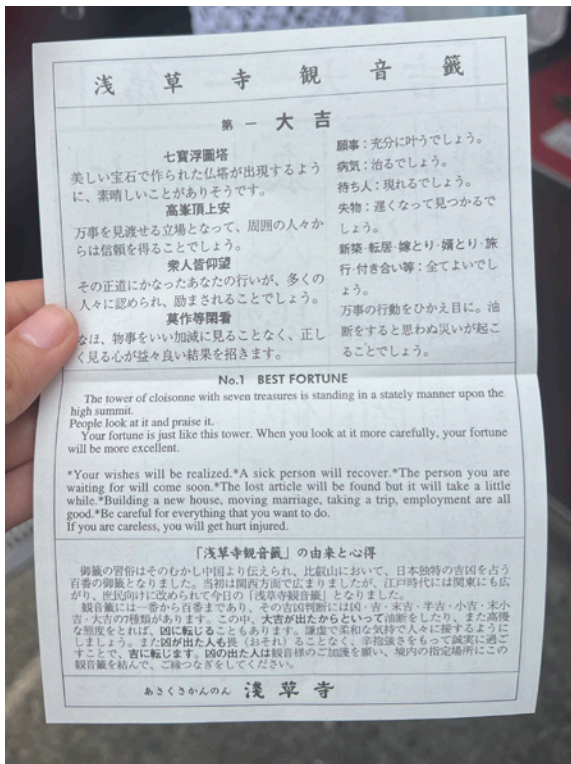 浅草寺観音籤
第一 大吉
七寶浮圖塔
美しい宝石で作られた仏塔が出現するよう
に、素晴しいことがありそうです。
高峯頂上安
万事を見渡せる立場となって、周囲の人々か
らは信頼を得ることでしょう。
衆人皆仰望
その正道にかなったあなたの行いが、多くの
人々に認められ、励まされることでしょう。
莫作等閑看
なほ、物事をいい加減に見ることなく、正し
く見る心が益々良い結果を招きます。
願事：充分に叶うでしょう。
病気：治るでしょう。
待ち人：現れるでしょう。
失物：遅くなって見つかるで
しょう。
新築・転居・嫁とり・婿とり・旅
行・付き合い等：全てよいでし
ょう。
万事の行動をひかえ目に。油
断をすると思わぬ災いが起こ
ることでしょう。
No.1 BEST FORTUNE
The tower of cloisonne with seven treasures is standing in a stately manner upon the
high summit.
People look at it and praise it.
Your fortune is just like this tower. When you look at it more carefully, your fortune
will be more excellent.
*Your wishes will be realized.*A sick person will recover.*The person you are
waiting for will come soon.*The lost article will be found but it will take a little
while.*Building a new house, moving marriage, taking a trip, employment are all
good.*Be careful for everything that you want to do.
If you are careless, you will get hurt injured.
「浅草寺観音籤」の由来と心得
御籤の習俗はそのむかし中国より伝えられ、比叡山において、日本独特の吉凶を占う
百番の御籤となりました。当初は関西方面で広まりましたが、江戸時代には関東にも広
がり、庶民向けに改められて今日の「浅草寺観音籤」となりました。
観音籤には一番から百番まであり、その吉凶判断には凶・吉・末吉・半吉・小吉・末小
吉・大吉の7種類があります。この中、大吉が出たからといって油断をしたり、また高慢
な態度をとれば、凶に転じることもあります。謙虚で柔和な気持で人々に接するように
しましょう。また凶が出た人も畏（おそれ）ることなく、辛抱強さをもって誠実に過ご
すことで、吉に転じます。凶の出た人は観音様のご加護を願い、境内の指定場所にこの
観音籤を結んで、ご縁つなぎをしてください。
あさくさかんのん 淺草寺